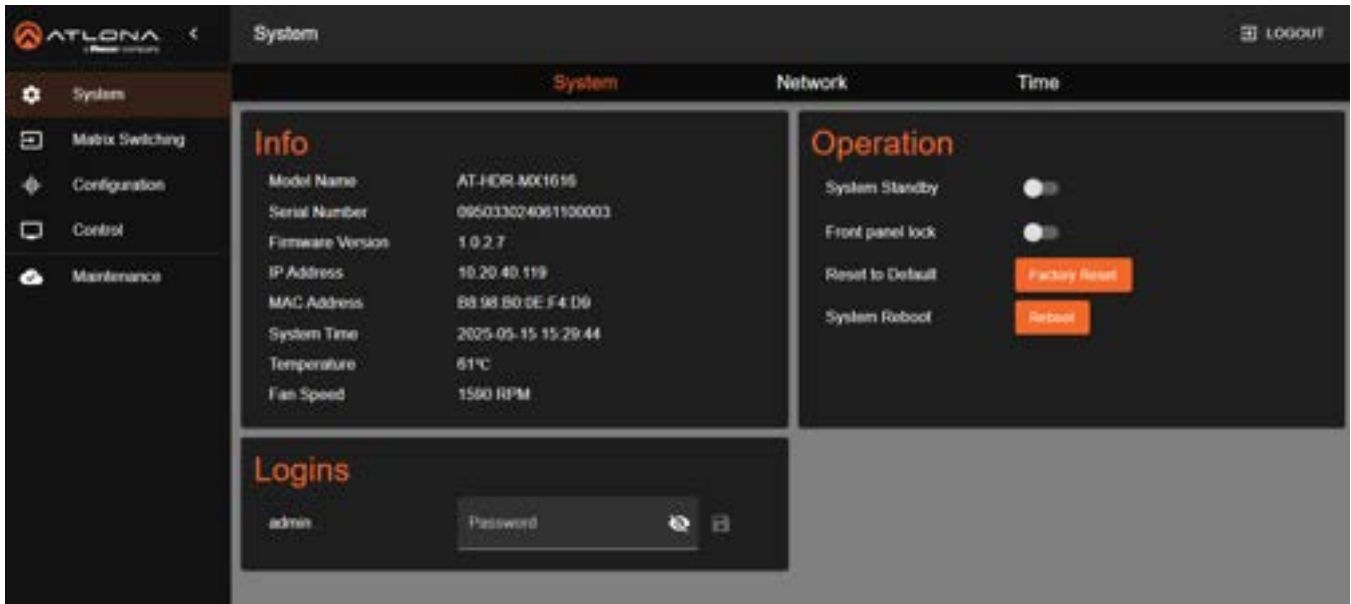 ATLONA
System
LOGOUT
System
Matrix Switching
Configuration
Control
Maintenance
System Network Time
Info
Model Name AT-HDR-MX1616
Serial Number 095033024061100003
Firmware Version 1.0.2.7
IP Address 10.20.40.119
MAC Address B8:98:B0:0E:F4:D9
System Time 2025-05-15 15:29:44
Temperature 61℃
Fan Speed 1590 RPM
Operation
System Standby
Front panel lock
Reset to Default Factory Reset
System Reboot Reboot
Logins
admin Password